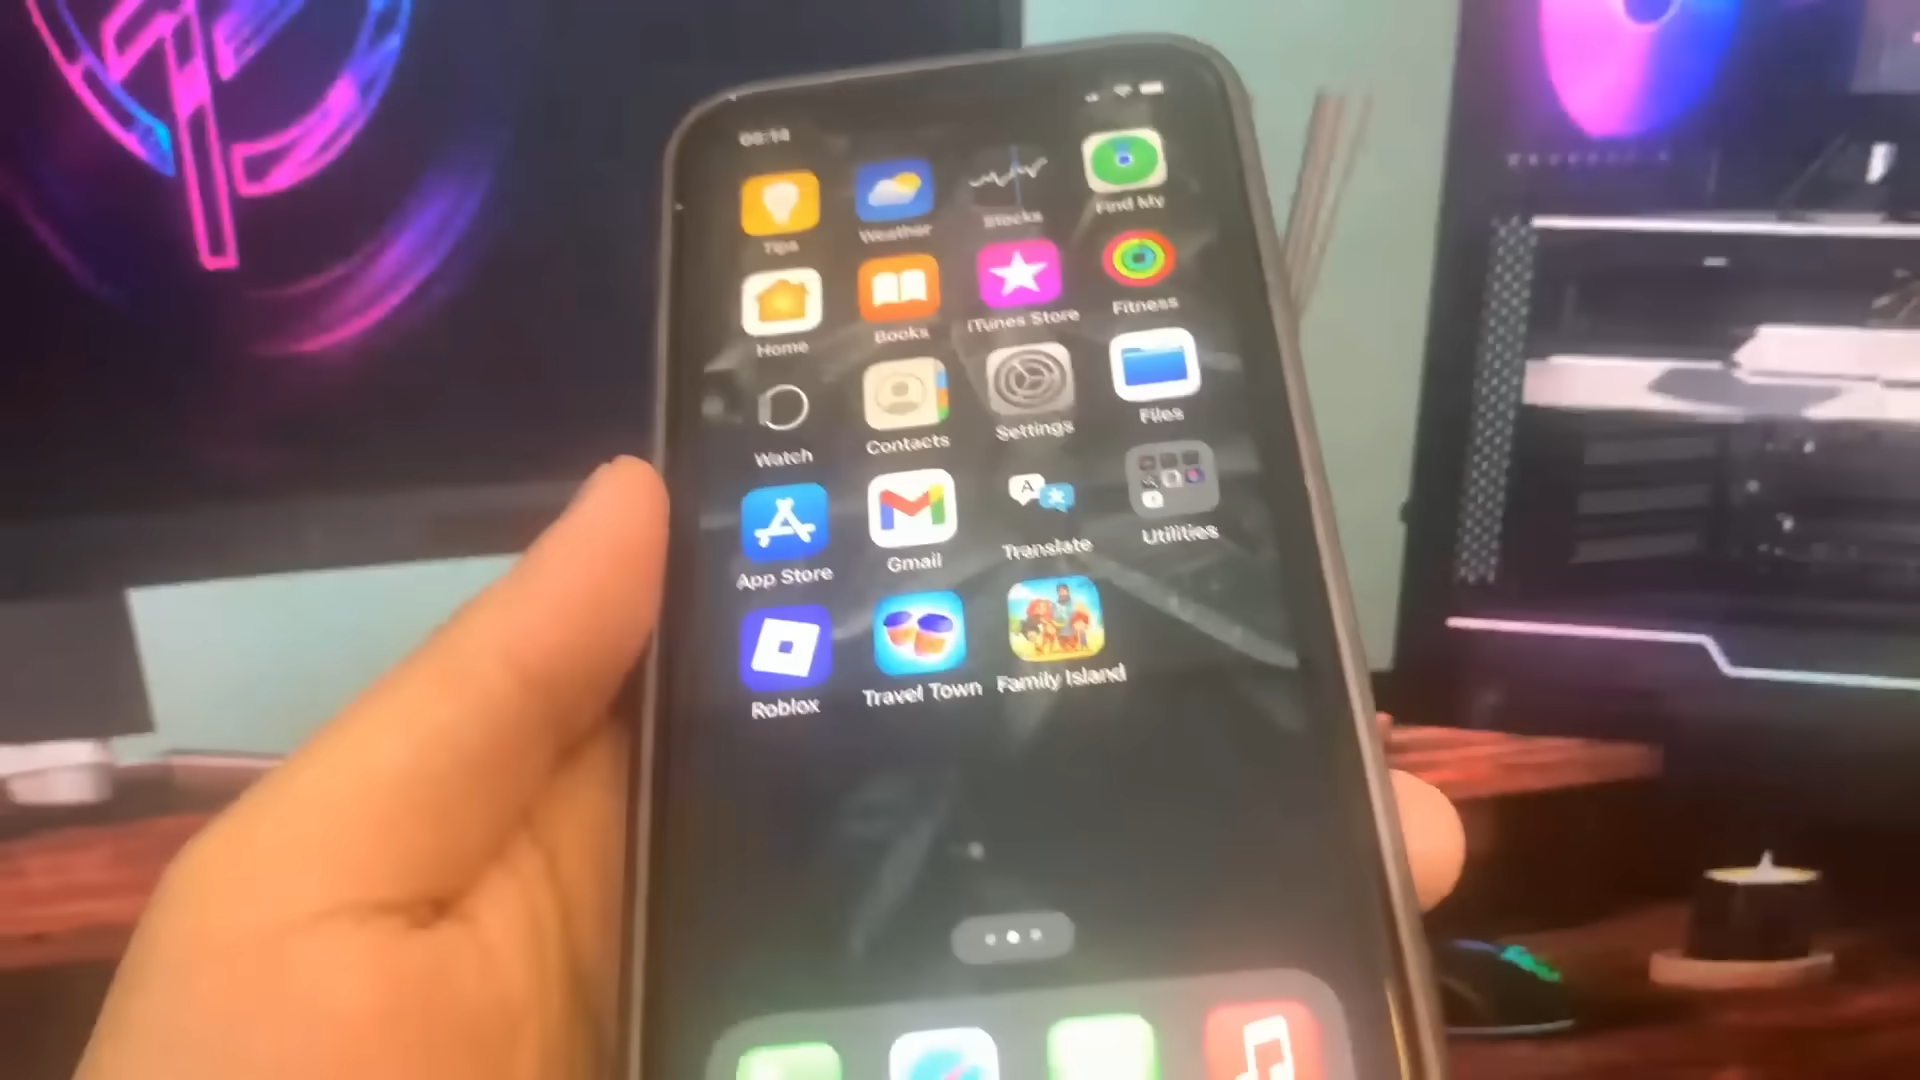 Tips Weather Stocks Find My
Home Books iTunes Store Fitness
Watch Contacts Settings Files
App Store Gmail Translate Utilities
Roblox Travel Town Family Island